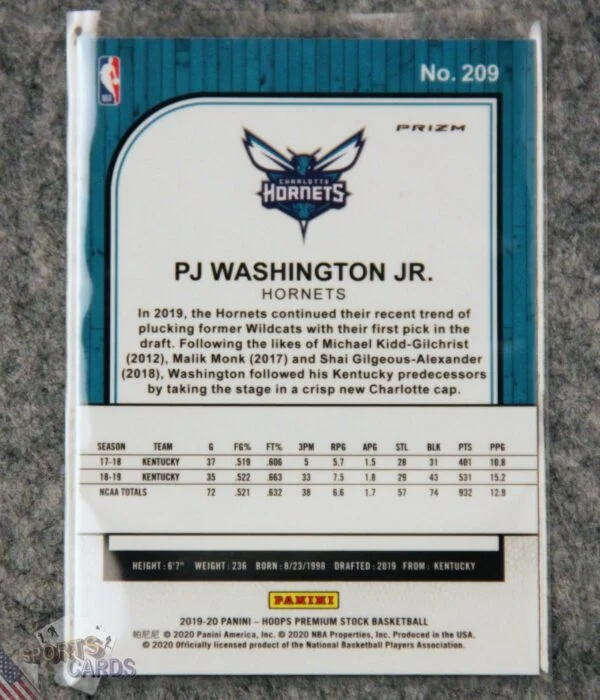 No. 209
NBA
PRIZM
CHARLOTTE
HORNETS
PJ WASHINGTON JR.
HORNETS
In 2019, the Hornets continued their recent trend of
plucking former Wildcats with their first pick in the
draft. Following the likes of Michael Kidd-Gilchrist
(2012), Malik Monk (2017) and Shai Gilgeous-Alexander
(2018), Washington followed his Kentucky predecessors
by taking the stage in a crisp new Charlotte cap.
SEASON TEAM G FG% FT% 3PM RPG APG STL BLK PTS PPG
17-18 KENTUCKY 37 .519 .606 5 5.7 1.5 28 31 401 10.8
18-19 KENTUCKY 35 .522 .663 33 7.5 1.8 29 43 531 15.2
NCAA TOTALS 72 .521 .632 38 6.6 1.7 57 74 932 12.9
HEIGHT: 6'7" WEIGHT: 236 BORN: 8/23/1998 DRAFTED: 2019 FROM: KENTUCKY
PANINI
2019-20 PANINI – HOOPS PREMIUM STOCK BASKETBALL
帕尼尼 © 2020 Panini America, Inc. © 2020 NBA Properties, Inc. Produced in the USA.
© 2020 Officially licensed product of the National Basketball Players Association.
SPORTS
CARDS